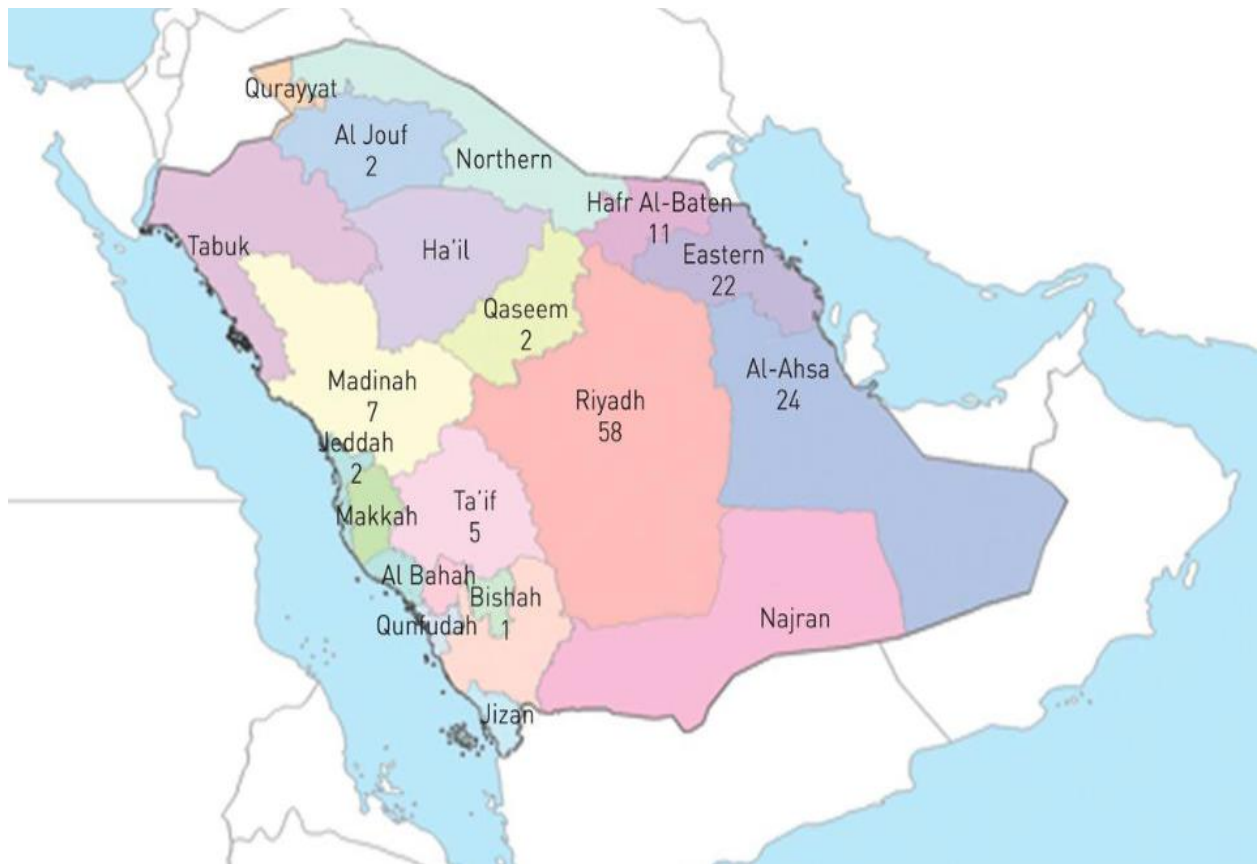 Qurayyat
Al Jouf
2
Northern
Hafr Al-Baten
11
Tabuk
Ha'il
Eastern
22
Qaseem
2
Madinah
7
Al-Ahsa
24
Riyadh
58
Jeddah
2
Ta'if
5
Makkah
Al Bahah
Bishah
1
Qunfudah
Najran
Jizan